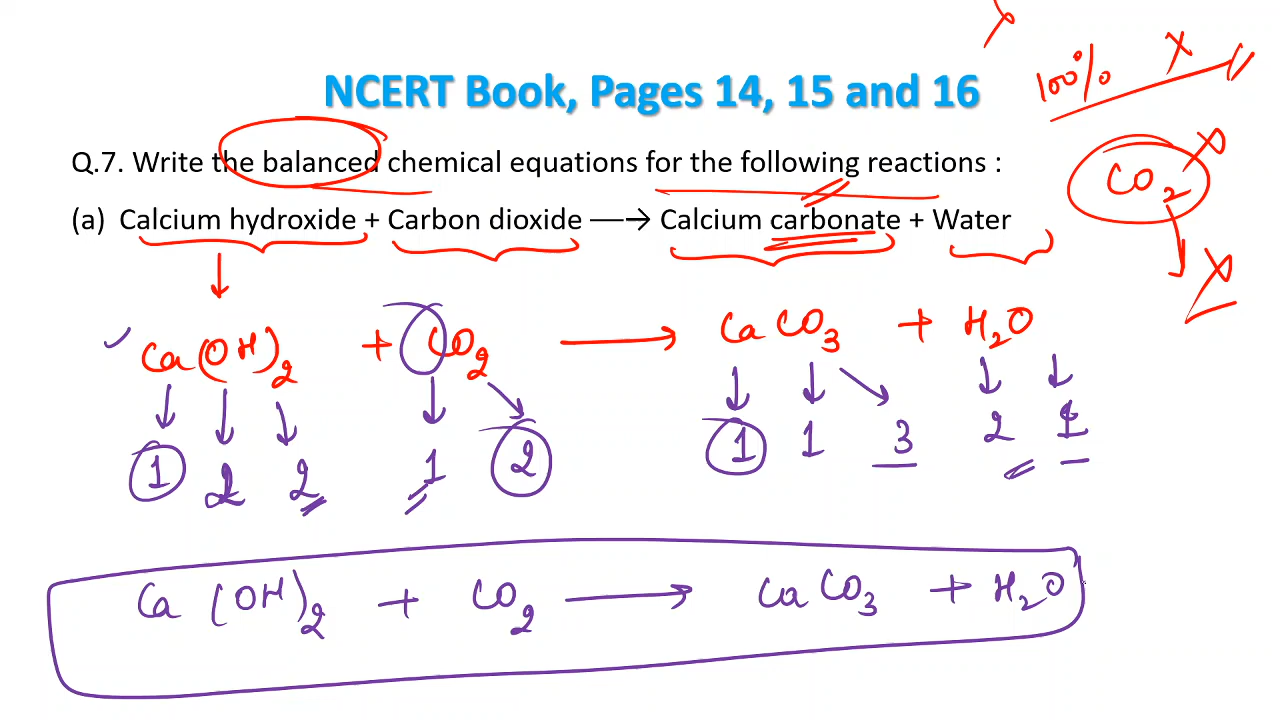 NCERT Book, Pages 14, 15 and 16
100% X
Q.7. Write the balanced chemical equations for the following reactions :
CO2
(a) Calcium hydroxide + Carbon dioxide —→ Calcium carbonate + Water
Ca(OH)2 + CO2 → CaCO3 + H2O
1 2 2 1 2 1 1 3 2 1
Ca (OH)2 + CO2 → CaCO3 + H2O